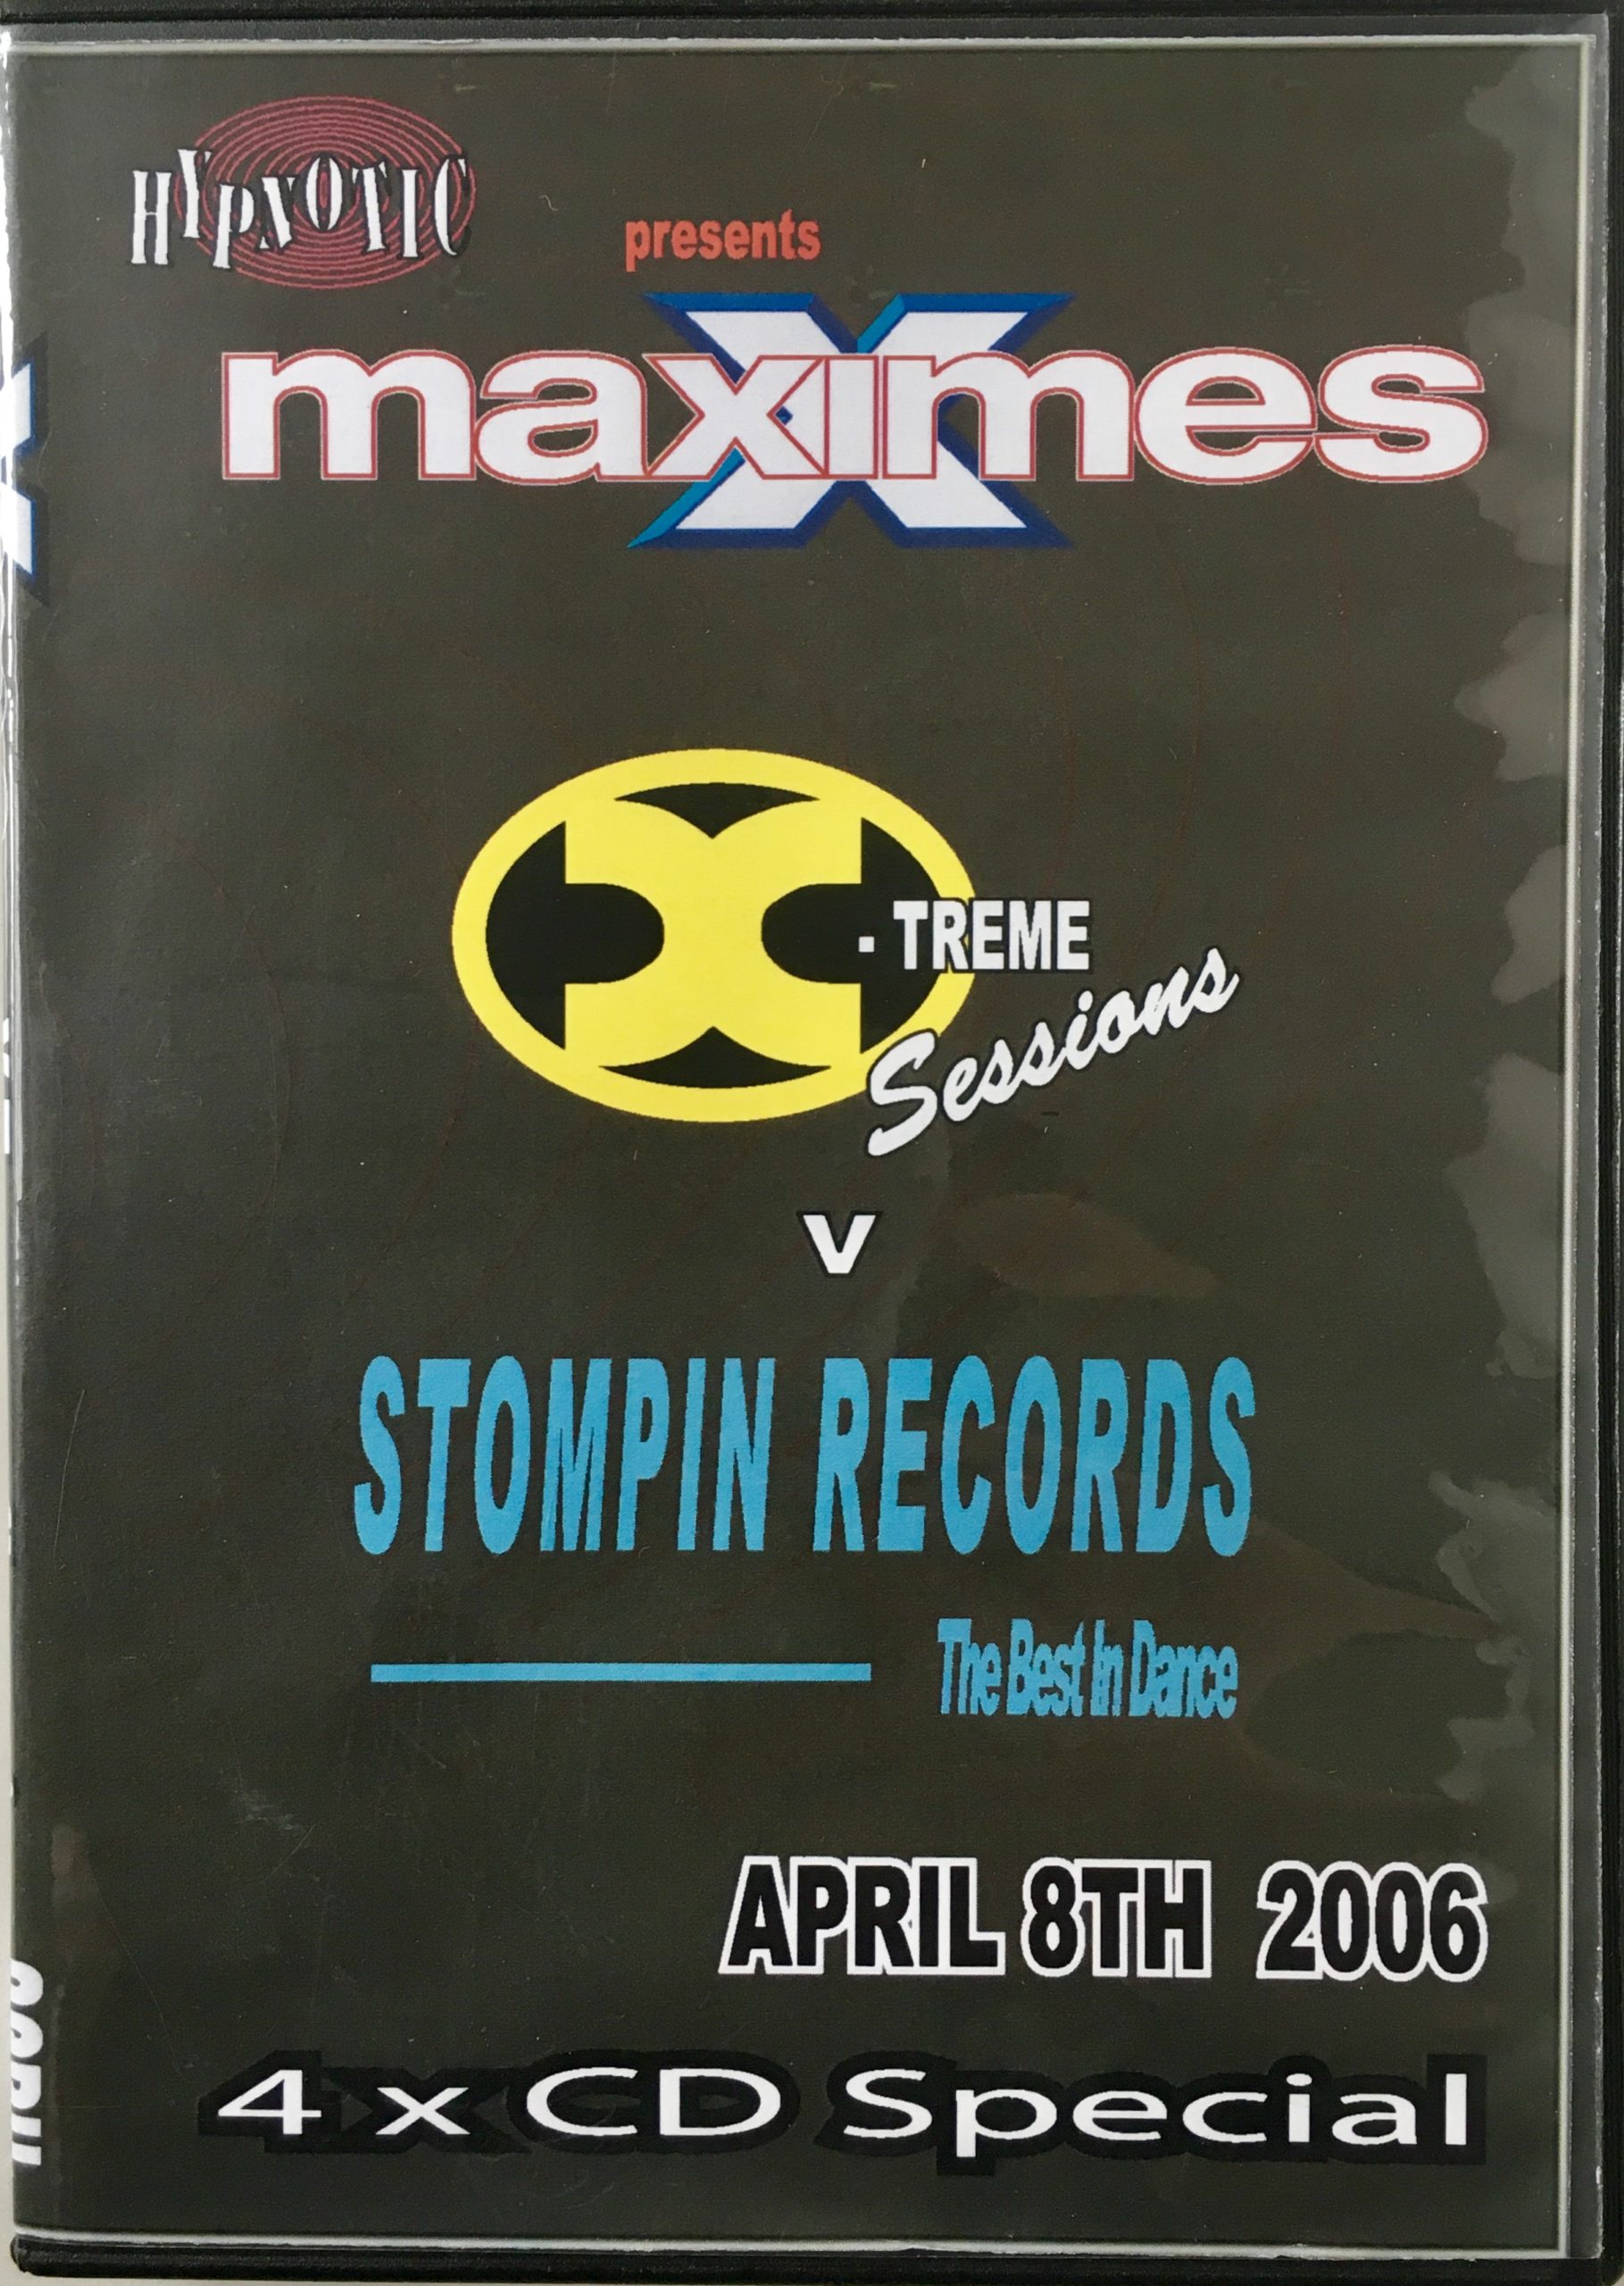 HYPNOTIC
presents
maximes
X
X·TREME
Sessions
V
STOMPIN RECORDS
The Best In Dance
APRIL 8TH 2006
4 x CD Special